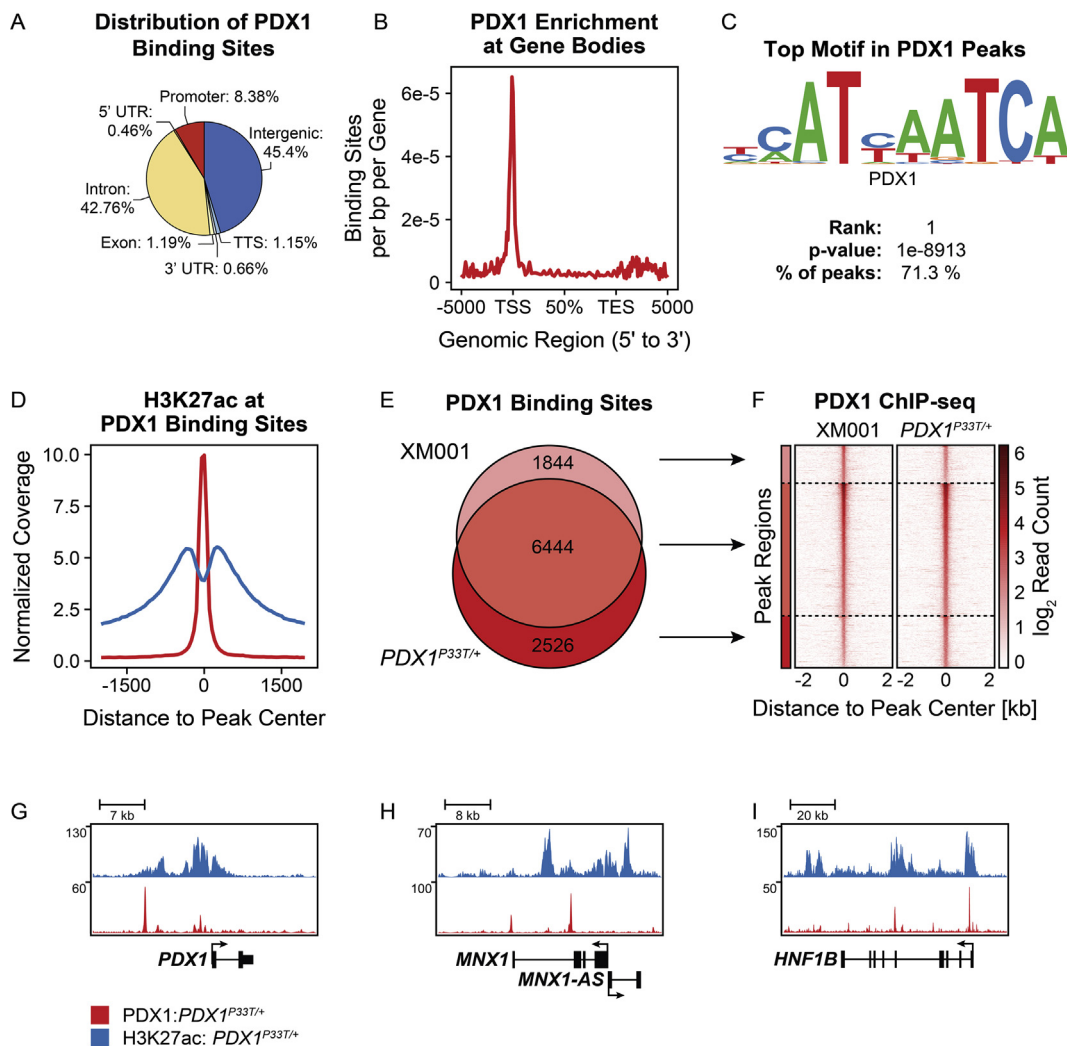 A
Distribution of PDX1
Binding Sites
Promoter: 8.38%
5' UTR:
0.46%
Intergenic:
45.4%
Intron:
42.76%
Exon: 1.19%
TTS: 1.15%
3' UTR: 0.66%
B
PDX1 Enrichment
at Gene Bodies
Binding Sites
per bp per Gene
6e-5
4e-5
2e-5
0
-5000 TSS 50% TES 5000
Genomic Region (5' to 3')
C
Top Motif in PDX1 Peaks
PDX1
Rank: 1
p-value: 1e-8913
% of peaks: 71.3 %
D
H3K27ac at
PDX1 Binding Sites
Normalized Coverage
10.0
7.5
5.0
2.5
0.0
-1500 0 1500
Distance to Peak Center
E
PDX1 Binding Sites
XM001
1844
6444
2526
PDX1P33T/+
F
PDX1 ChIP-seq
XM001 PDX1P33T/+
Peak Regions
6
5
4
3
2
1
0
log2 Read Count
-2 0 2 -2 0 2
Distance to Peak Center [kb]
G
7 kb
130
60
PDX1
H
8 kb
70
100
MNX1
MNX1-AS
I
20 kb
150
50
HNF1B
PDX1:PDX1P33T/+
H3K27ac: PDX1P33T/+